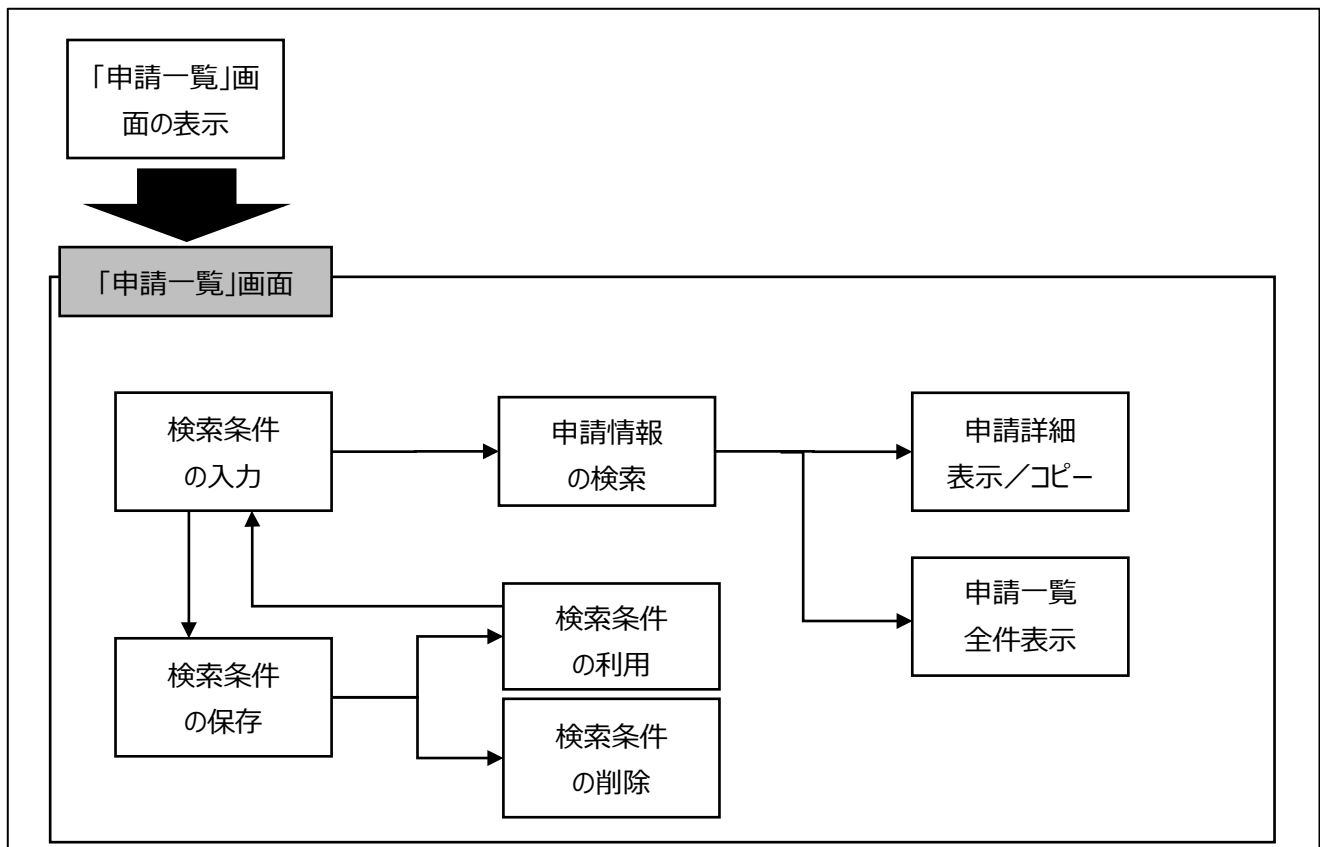 「申請一覧」画
面の表示
「申請一覧」画面
検索条件
の入力
申請情報
の検索
申請詳細
表示／コピー
申請一覧
全件表示
検索条件
の利用
検索条件
の保存
検索条件
の削除